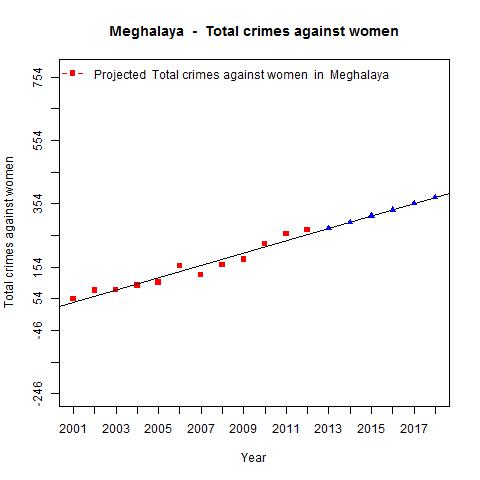 Meghalaya - Total crimes against women
Projected Total crimes against women in Meghalaya
Total crimes against women
754
554
354
154
54
-46
-246
2001 2003 2005 2007 2009 2011 2013 2015 2017
Year